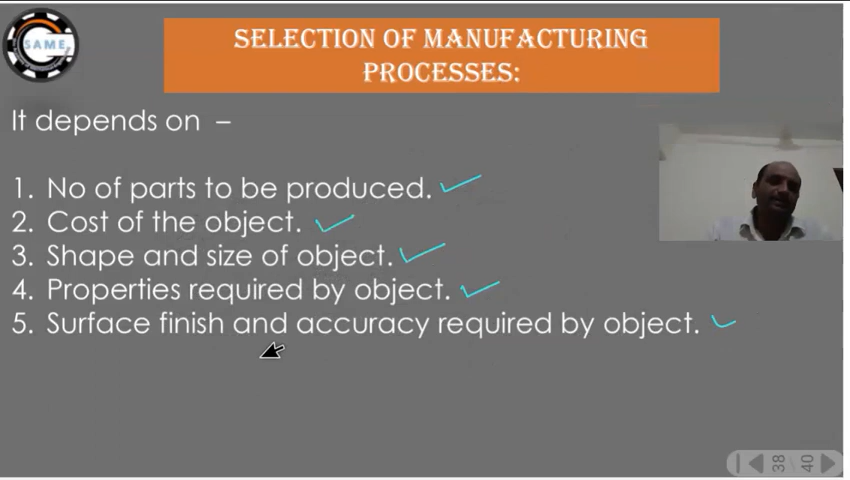 SAME
SELECTION OF MANUFACTURING
PROCESSES:
It depends on –
1. No of parts to be produced.
2. Cost of the object.
3. Shape and size of object.
4. Properties required by object.
5. Surface finish and accuracy required by object.
38 \ 40